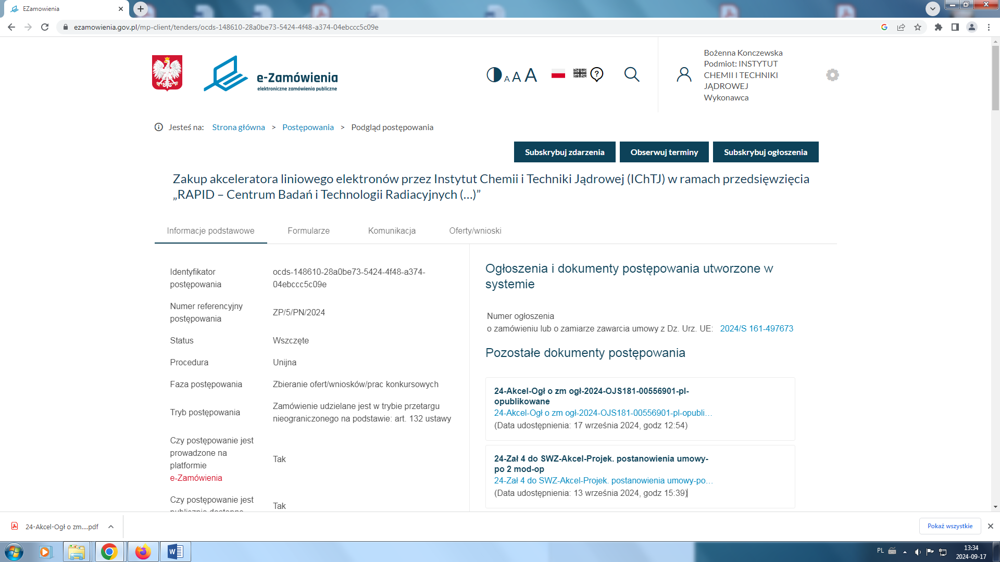 EZamowienia
ezamowienia.gov.pl/mp-client/tenders/ocds-148610-28a0be73-5424-4f48-a374-04ebccc5c09e
e-Zamówienia
elektroniczne zamówienia publiczne
A A A
?
Bożenna Konczewska
Podmiot: INSTYTUT
CHEMII I TECHNIKI
JĄDROWEJ
Wykonawca
Jesteś na: Strona główna > Postępowania > Podgląd postępowania
Subskrybuj zdarzenia Obserwuj terminy Subskrybuj ogłoszenia
Zakup akceleratora liniowego elektronów przez Instytut Chemii i Techniki Jądrowej (IChTJ) w ramach przedsięwzięcia
„RAPID – Centrum Badań i Technologii Radiacyjnych (...)”
Informacje podstawowe Formularze Komunikacja Oferty/wnioski
Identyfikator
postępowania
ocds-148610-28a0be73-5424-4f48-a374-
04ebccc5c09e
Numer referencyjny
postępowania
ZP/5/PN/2024
Status Wszczęte
Procedura Unijna
Faza postępowania Zbieranie ofert/wniosków/prac konkursowych
Tryb postępowania
Zamówienie udzielane jest w trybie przetargu
nieograniczonego na podstawie: art. 132 ustawy
Czy postępowanie jest
prowadzone na
platformie
e-Zamówienia
Tak
Czy postępowanie jest
publicznie dostępne
Tak
Ogłoszenia i dokumenty postępowania utworzone w
systemie
Numer ogłoszenia
o zamówieniu lub o zamiarze zawarcia umowy z Dz. Urz. UE: 2024/S 161-497673
Pozostałe dokumenty postępowania
24-Akcel-Ogł o zm ogł-2024-OJS181-00556901-pl-
opublikowane
24-Akcel-Ogł o zm ogł-2024-OJS181-00556901-pl-opubli...
(Data udostępnienia: 17 września 2024, godz 12:54)
24-Zał 4 do SWZ-Akcel-Projek. postanowienia umowy-
po 2 mod-op
24-Zał 4 do SWZ-Akcel-Projek. postanowienia umowy-po...
(Data udostępnienia: 13 września 2024, godz 15:39)
24-Akcel-Ogł o zm....pdf
Pokaż wszystkie
PL
13:34
2024-09-17